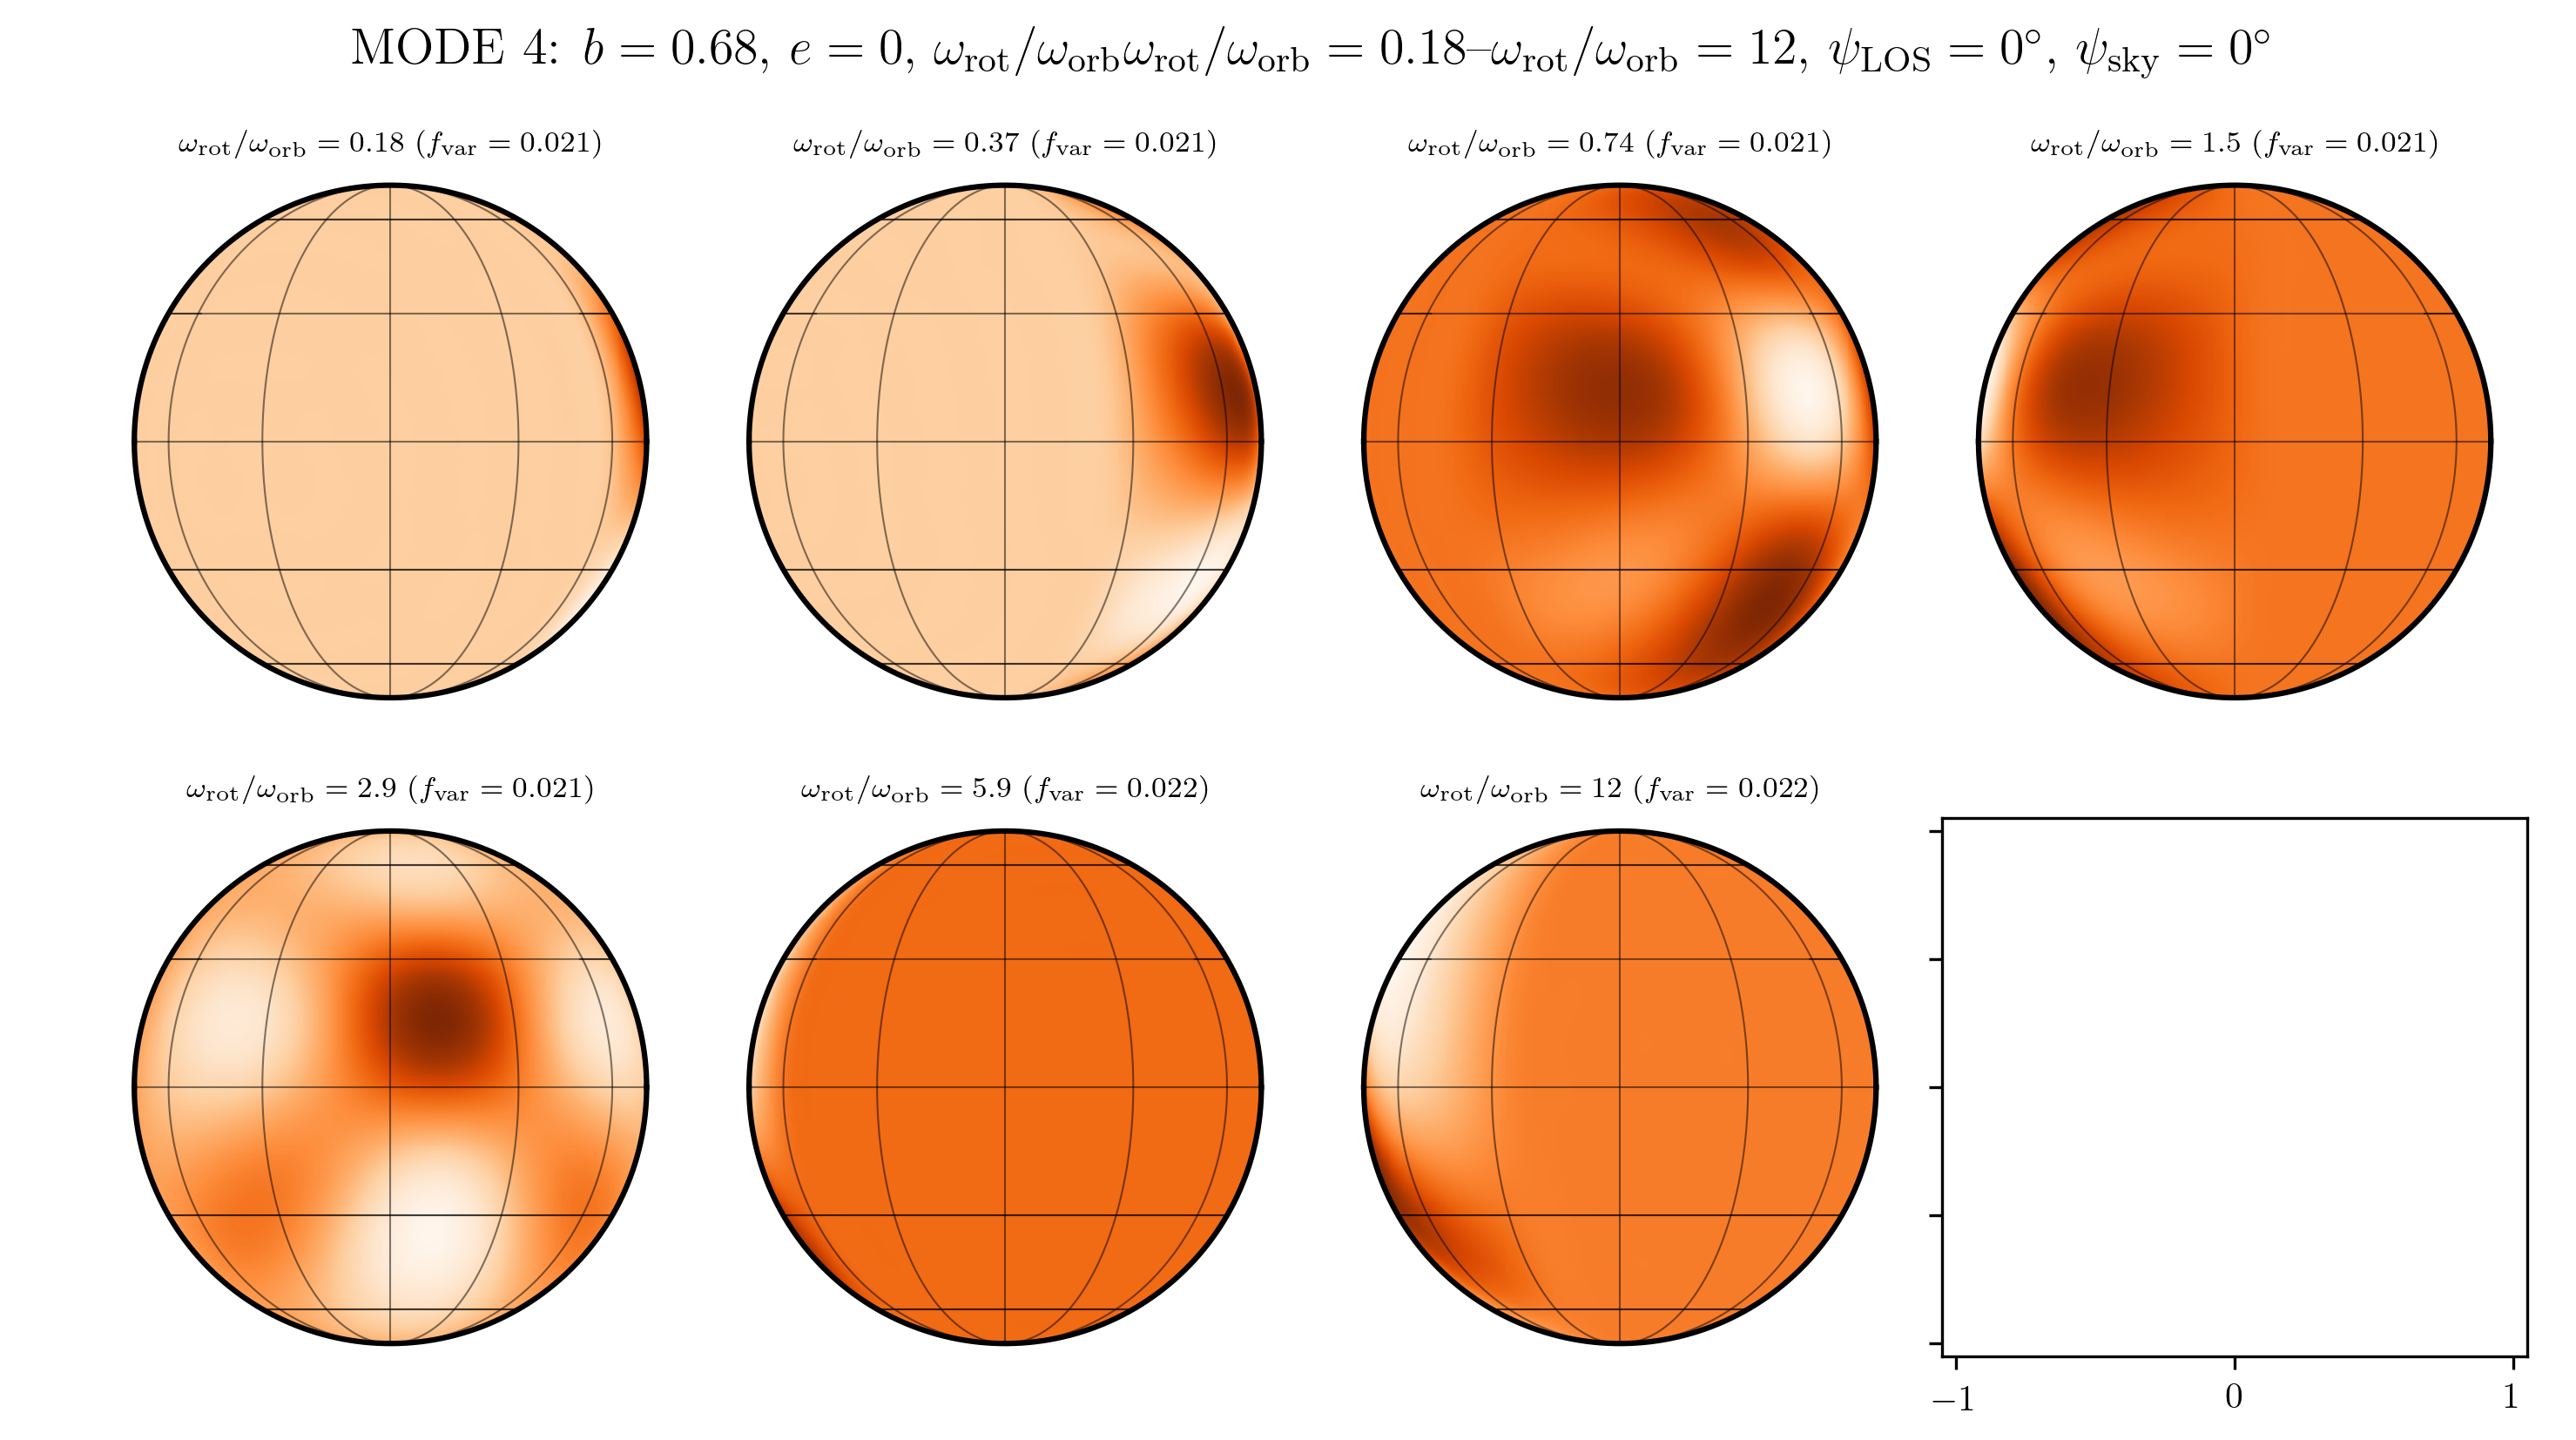 MODE 4: b = 0.68, e = 0, ω_rot/ω_orbω_rot/ω_orb = 0.18–ω_rot/ω_orb = 12, ψ_LOS = 0°, ψ_sky = 0°
ω_rot/ω_orb = 0.18 (f_var = 0.021)
ω_rot/ω_orb = 0.37 (f_var = 0.021)
ω_rot/ω_orb = 0.74 (f_var = 0.021)
ω_rot/ω_orb = 1.5 (f_var = 0.021)
ω_rot/ω_orb = 2.9 (f_var = 0.021)
ω_rot/ω_orb = 5.9 (f_var = 0.022)
ω_rot/ω_orb = 12 (f_var = 0.022)
−1 0 1